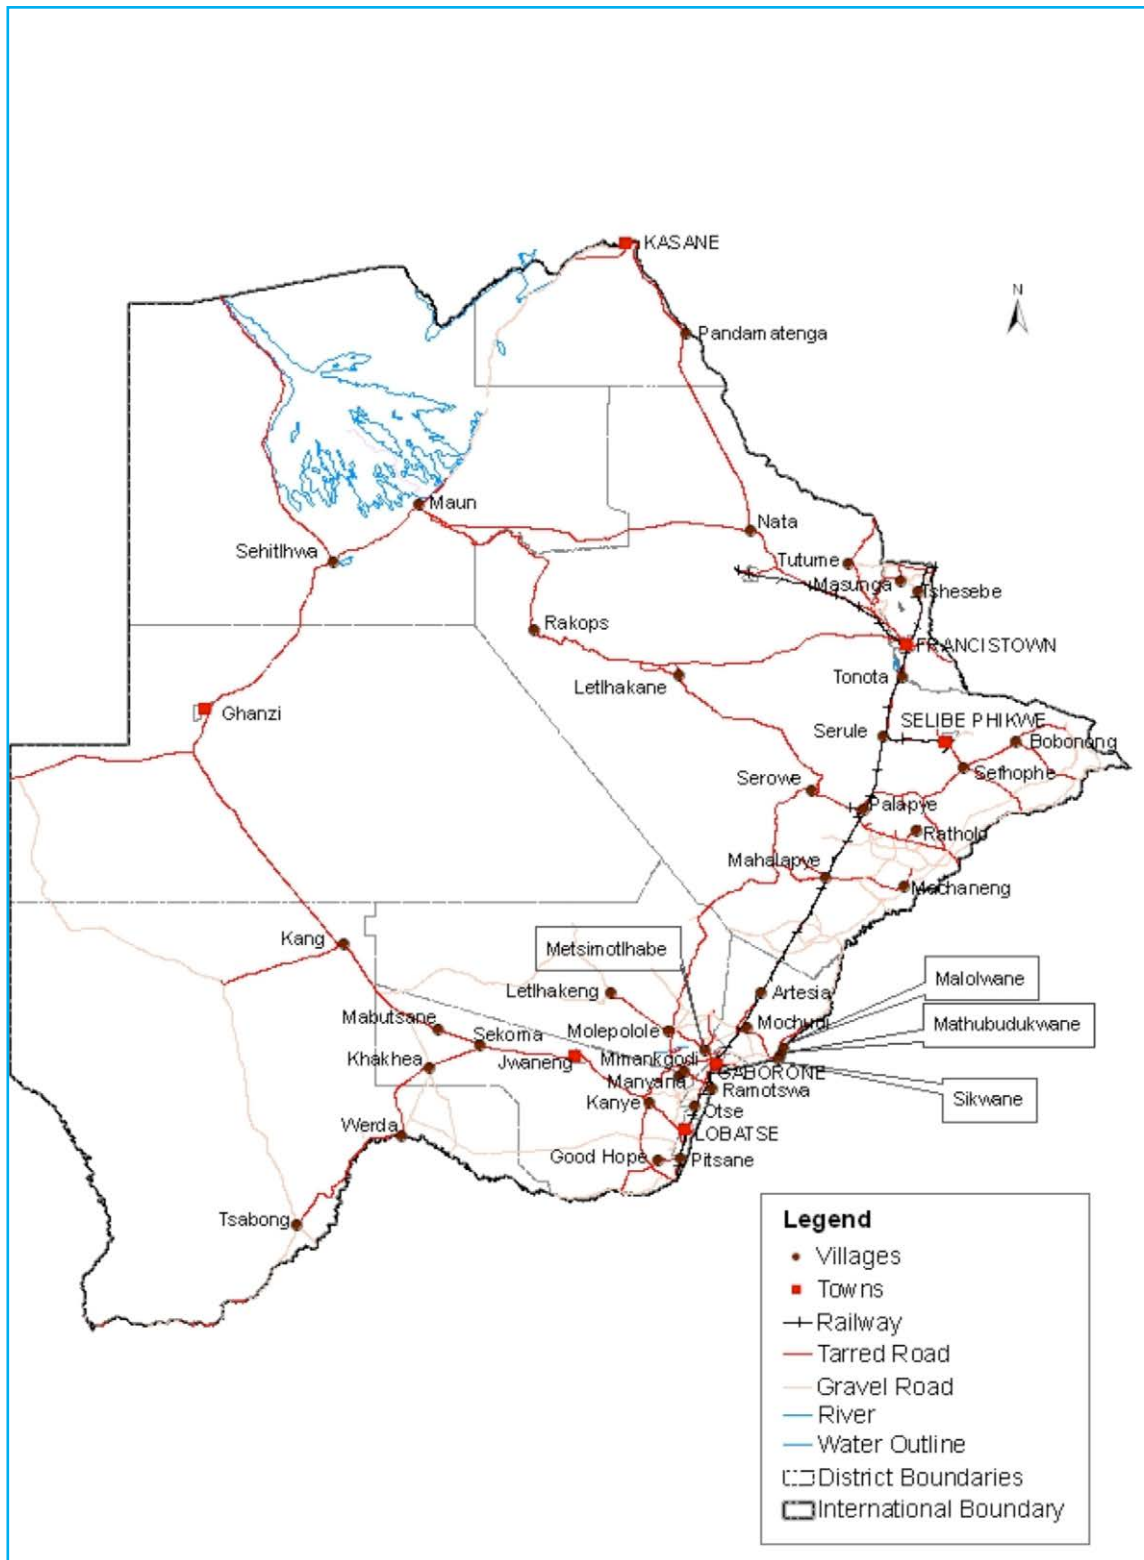 KASANE
N
Pandamatenga
Maun
Nata
Sehitlhwa
Tutume
Masunga
Tshesebe
Rakops
FRANCISTOWN
Letlhakane
Tonota
Ghanzi
SELIBE PHIKWE
Serule
Bobonong
Sefhophe
Serowe
Palapye
Ratholo
Mahalapye
Machaneng
Kang
Metsimotlhabe
Malolwane
Letlhakeng
Artesia
Mabutsane
Molepolole
Mochudi
Mathubudukwane
Sekoma
Khakhea
Jwaneng
Mmankgodi
GABORONE
Manyana
Ramotswa
Sikwane
Kanye
Otse
Werda
LOBATSE
Good Hope
Pitsane
Tsabong
Legend
Villages
Towns
Railway
Tarred Road
Gravel Road
River
Water Outline
District Boundaries
International Boundary